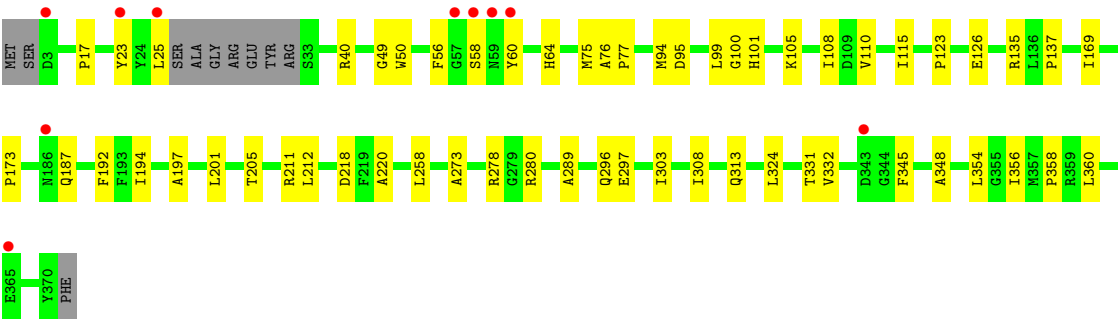 MET SER D3 P17 Y23 Y24 L25 SER ALA GLY ARG GLU TYR ARG S33 R40 G49 W50 F56 G57 S58 N59 Y60 H64 M75 A76 P77 M94 D95 L99 G100 H101 K105 I108 D109 V110 I115 P123 E126 R135 L136 P137 I169
P173 N186 Q187 F192 F193 I194 A197 L201 T205 R211 L212 D218 F219 A220 L258 A273 R278 G279 R280 A289 Q296 E297 I303 I308 Q313 L324 T331 V332 D343 G344 F345 A348 L354 G355 I356 M357 P358 R359 L360
E365 Y370 PHE